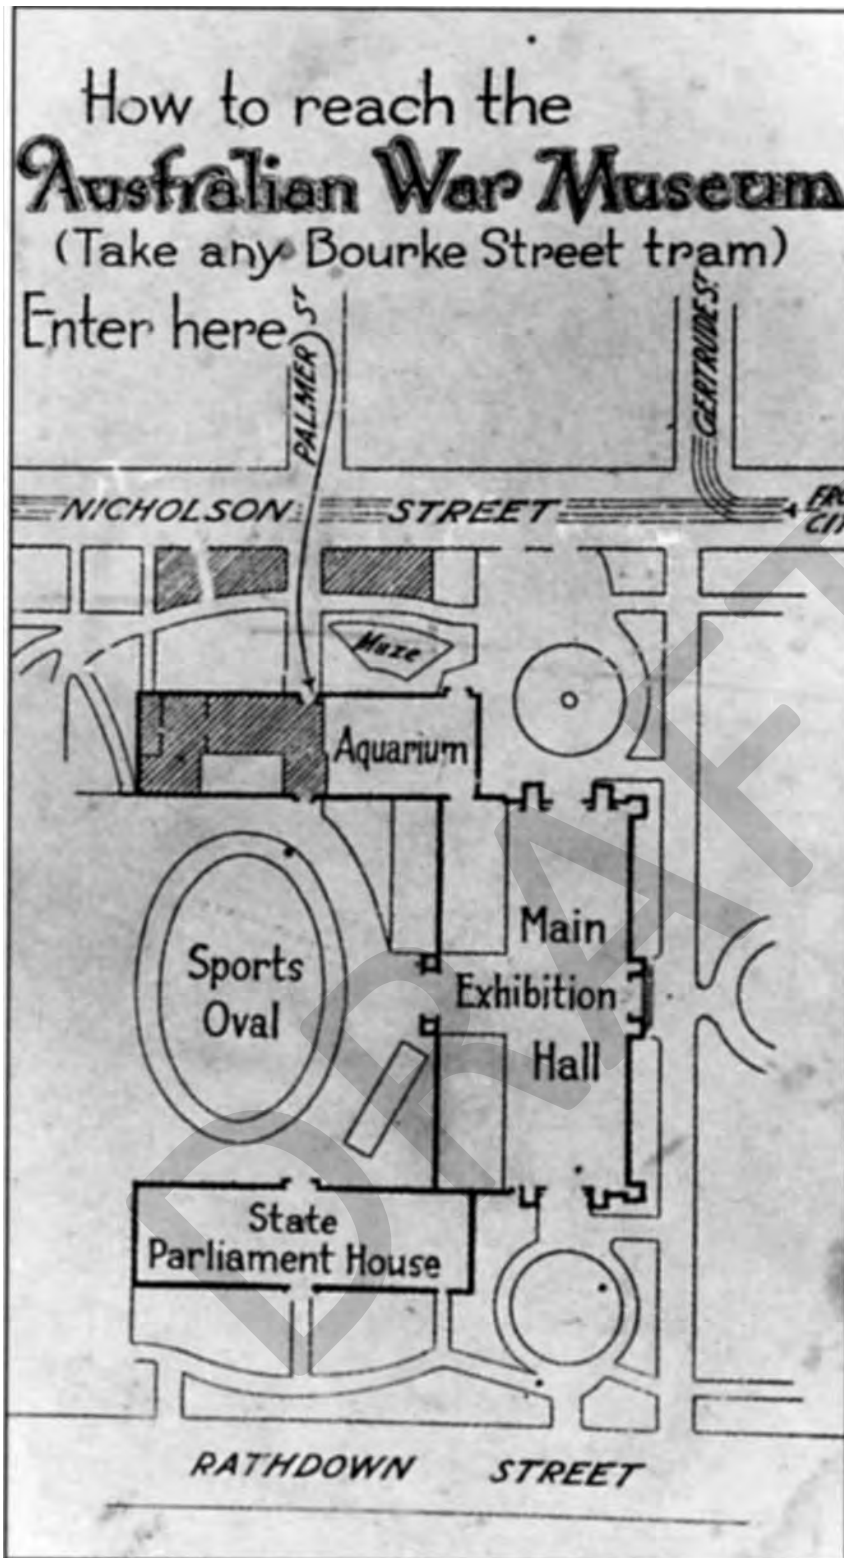 How to reach the
Australian War Museum
(Take any Bourke Street tram)
Enter here
PALMER ST
GERTRUDE ST.
NICHOLSON STREET
Maze
Aquarium
Main
Exhibition
Hall
Sports
Oval
State
Parliament House
RATHDOWN STREET
DRAFT